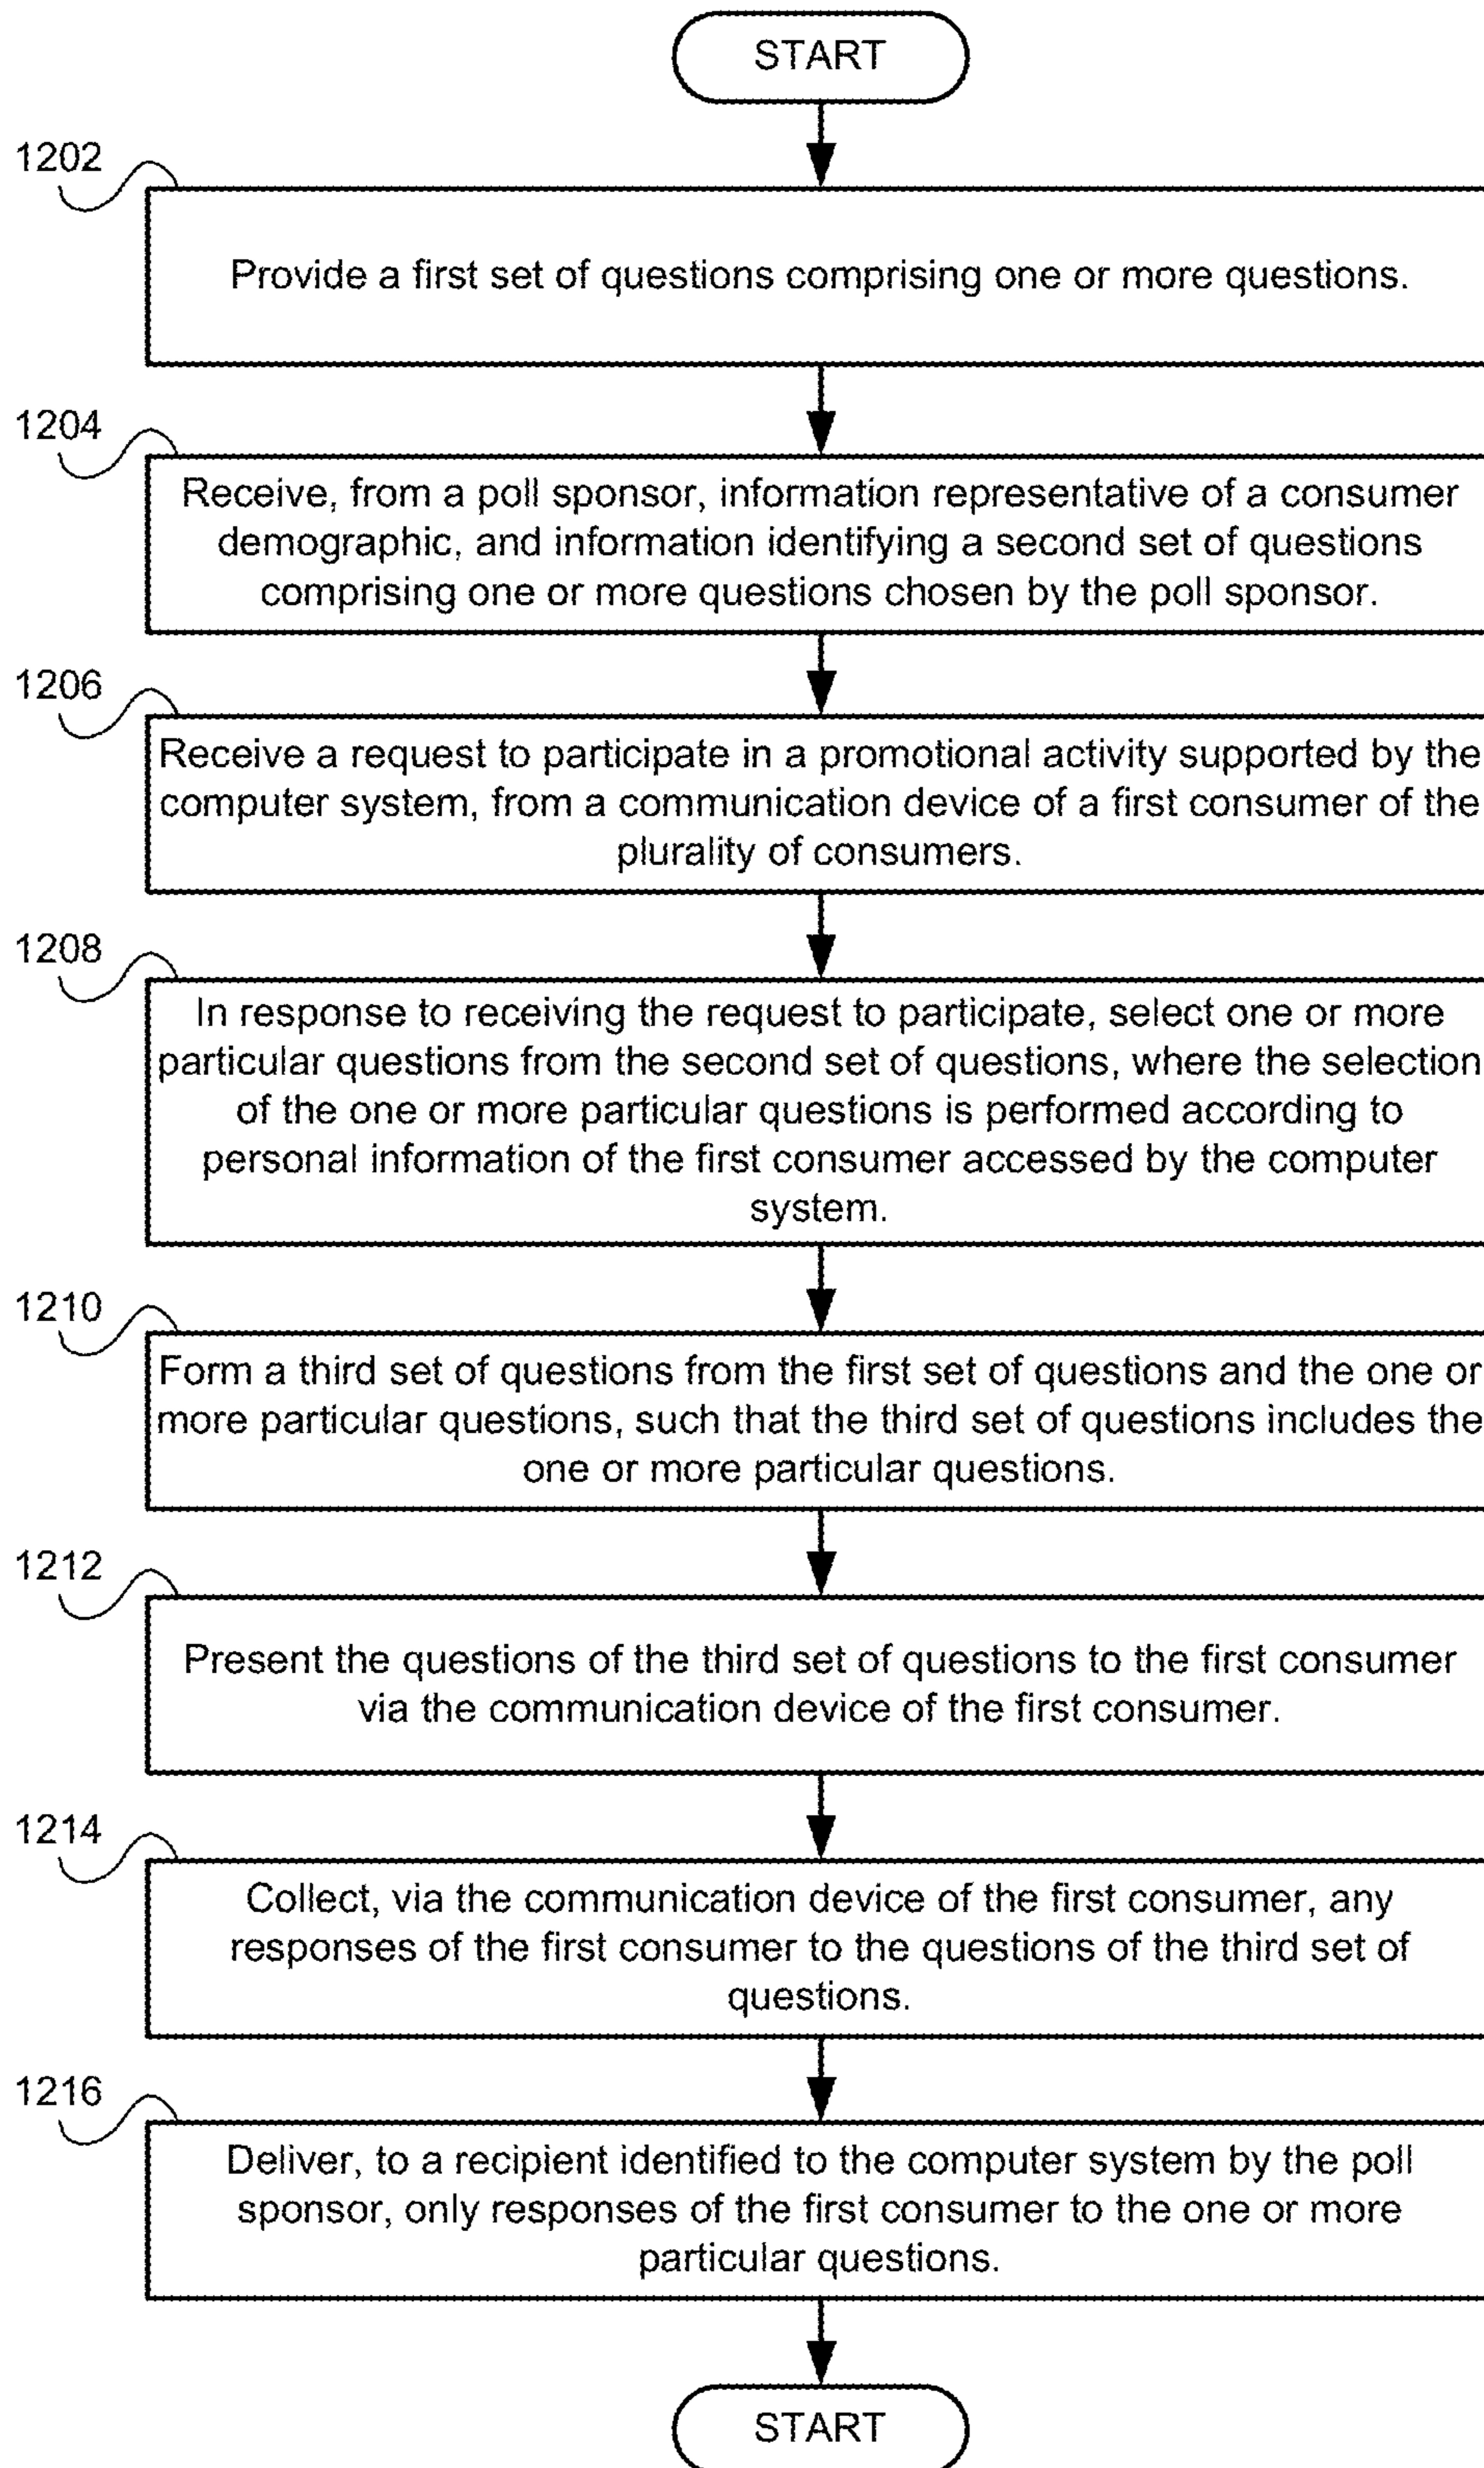 START
1202
Provide a first set of questions comprising one or more questions.
1204
Receive, from a poll sponsor, information representative of a consumer
demographic, and information identifying a second set of questions
comprising one or more questions chosen by the poll sponsor.
1206
Receive a request to participate in a promotional activity supported by the
computer system, from a communication device of a first consumer of the
plurality of consumers.
1208
In response to receiving the request to participate, select one or more
particular questions from the second set of questions, where the selection
of the one or more particular questions is performed according to
personal information of the first consumer accessed by the computer
system.
1210
Form a third set of questions from the first set of questions and the one or
more particular questions, such that the third set of questions includes the
one or more particular questions.
1212
Present the questions of the third set of questions to the first consumer
via the communication device of the first consumer.
1214
Collect, via the communication device of the first consumer, any
responses of the first consumer to the questions of the third set of
questions.
1216
Deliver, to a recipient identified to the computer system by the poll
sponsor, only responses of the first consumer to the one or more
particular questions.
START